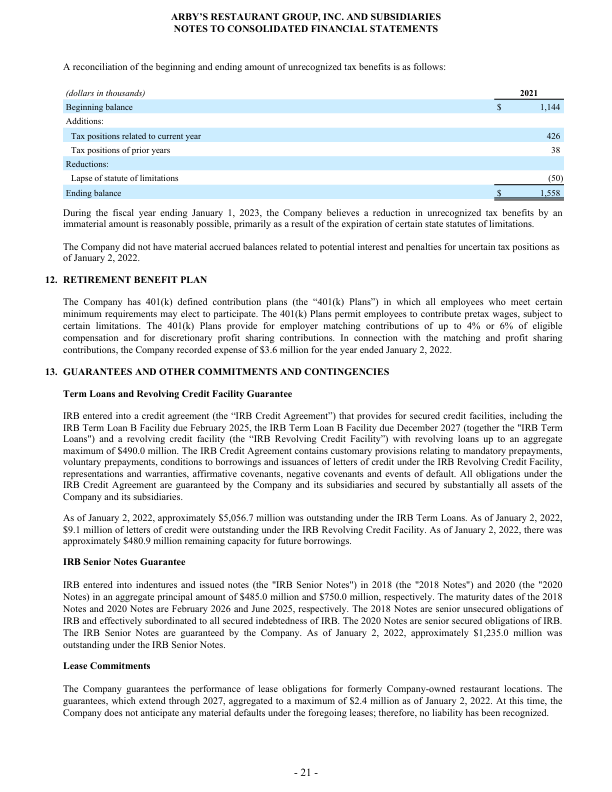 ARBY'S RESTAURANT GROUP, INC. AND SUBSIDIARIES
NOTES TO CONSOLIDATED FINANCIAL STATEMENTS
A reconciliation of the beginning and ending amount of unrecognized tax benefits is as follows:
(dollars in thousands) 2021
Beginning balance $ 1,144
Additions:
Tax positions related to current year 426
Tax positions of prior years 38
Reductions:
Lapse of statute of limitations (50)
Ending balance $ 1,558
During the fiscal year ending January 1, 2023, the Company believes a reduction in unrecognized tax benefits by an
immaterial amount is reasonably possible, primarily as a result of the expiration of certain state statutes of limitations.
The Company did not have material accrued balances related to potential interest and penalties for uncertain tax positions as
of January 2, 2022.
12. RETIREMENT BENEFIT PLAN
The Company has 401(k) defined contribution plans (the “401(k) Plans”) in which all employees who meet certain
minimum requirements may elect to participate. The 401(k) Plans permit employees to contribute pretax wages, subject to
certain limitations. The 401(k) Plans provide for employer matching contributions of up to 4% or 6% of eligible
compensation and for discretionary profit sharing contributions. In connection with the matching and profit sharing
contributions, the Company recorded expense of $3.6 million for the year ended January 2, 2022.
13. GUARANTEES AND OTHER COMMITMENTS AND CONTINGENCIES
Term Loans and Revolving Credit Facility Guarantee
IRB entered into a credit agreement (the “IRB Credit Agreement”) that provides for secured credit facilities, including the
IRB Term Loan B Facility due February 2025, the IRB Term Loan B Facility due December 2027 (together the "IRB Term
Loans") and a revolving credit facility (the “IRB Revolving Credit Facility”) with revolving loans up to an aggregate
maximum of $490.0 million. The IRB Credit Agreement contains customary provisions relating to mandatory prepayments,
voluntary prepayments, conditions to borrowings and issuances of letters of credit under the IRB Revolving Credit Facility,
representations and warranties, affirmative covenants, negative covenants and events of default. All obligations under the
IRB Credit Agreement are guaranteed by the Company and its subsidiaries and secured by substantially all assets of the
Company and its subsidiaries.
As of January 2, 2022, approximately $5,056.7 million was outstanding under the IRB Term Loans. As of January 2, 2022,
$9.1 million of letters of credit were outstanding under the IRB Revolving Credit Facility. As of January 2, 2022, there was
approximately $480.9 million remaining capacity for future borrowings.
IRB Senior Notes Guarantee
IRB entered into indentures and issued notes (the "IRB Senior Notes") in 2018 (the "2018 Notes") and 2020 (the "2020
Notes) in an aggregate principal amount of $485.0 million and $750.0 million, respectively. The maturity dates of the 2018
Notes and 2020 Notes are February 2026 and June 2025, respectively. The 2018 Notes are senior unsecured obligations of
IRB and effectively subordinated to all secured indebtedness of IRB. The 2020 Notes are senior secured obligations of IRB.
The IRB Senior Notes are guaranteed by the Company. As of January 2, 2022, approximately $1,235.0 million was
outstanding under the IRB Senior Notes.
Lease Commitments
The Company guarantees the performance of lease obligations for formerly Company-owned restaurant locations. The
guarantees, which extend through 2027, aggregated to a maximum of $2.4 million as of January 2, 2022. At this time, the
Company does not anticipate any material defaults under the foregoing leases; therefore, no liability has been recognized.
- 21 -